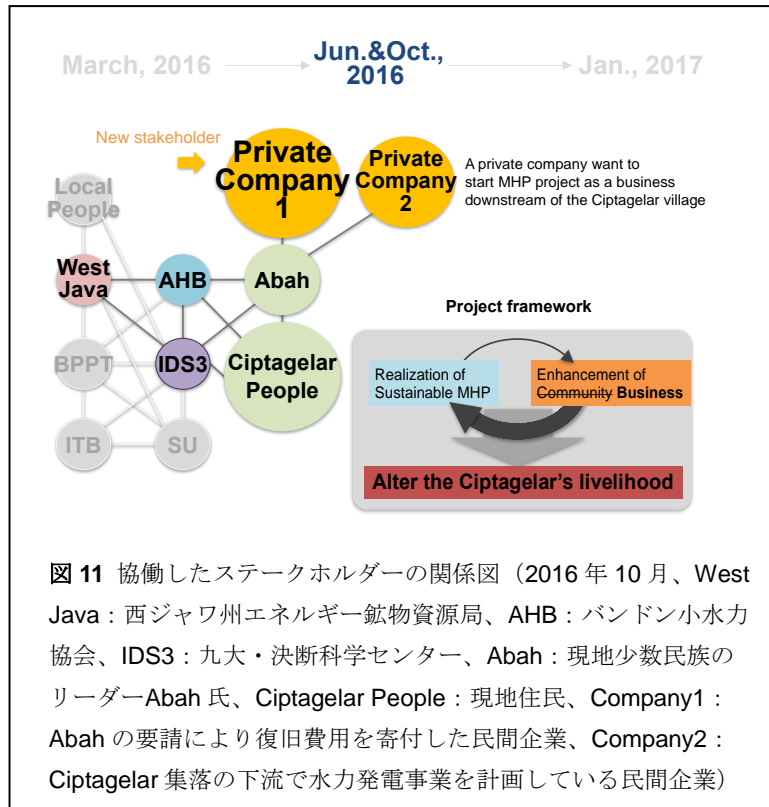 March, 2016
Jun.&Oct.,
2016
Jan., 2017
New stakeholder
Private
Company
1
Private
Company
2
A private company want to
start MHP project as a business
downstream of the Ciptagelar village
Local
People
West
Java
AHB
Abah
BPPT
IDS3
Ciptagelar
People
ITB
SU
Project framework
Realization of
Sustainable MHP
Enhancement of
Community Business
Alter the Ciptagelar's livelihood
図 11 協働したステークホルダーの関係図（2016 年 10 月、West
Java：西ジャワ州エネルギー鉱物資源局、AHB：バンドン小水力
協会、IDS3：九大・決断科学センター、Abah：現地少数民族の
リーダーAbah 氏、Ciptagelar People：現地住民、Company1：
Abah の要請により復旧費用を寄付した民間企業、Company2：
Ciptagelar 集落の下流で水力発電事業を計画している民間企業）